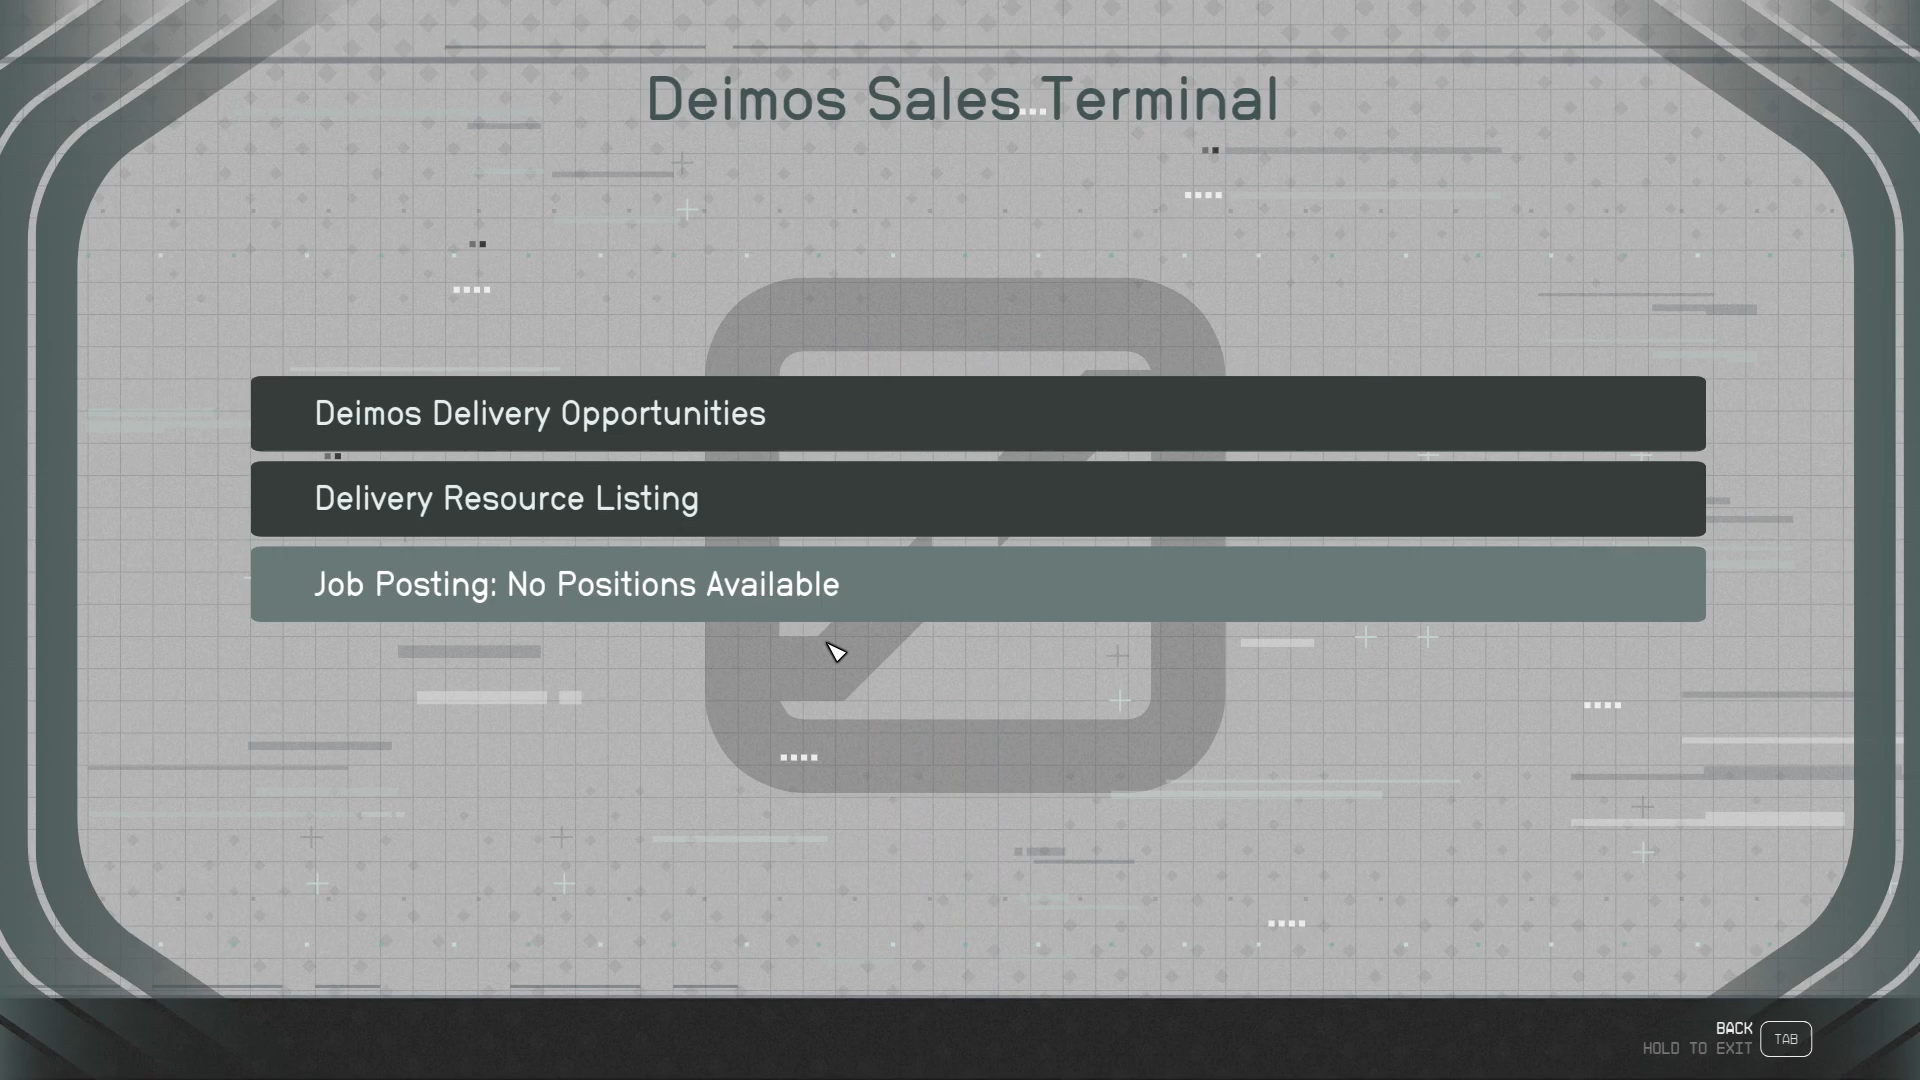 Deimos Sales Terminal
Deimos Delivery Opportunities
Delivery Resource Listing
Job Posting: No Positions Available
BACK
HOLD TO EXIT
TAB